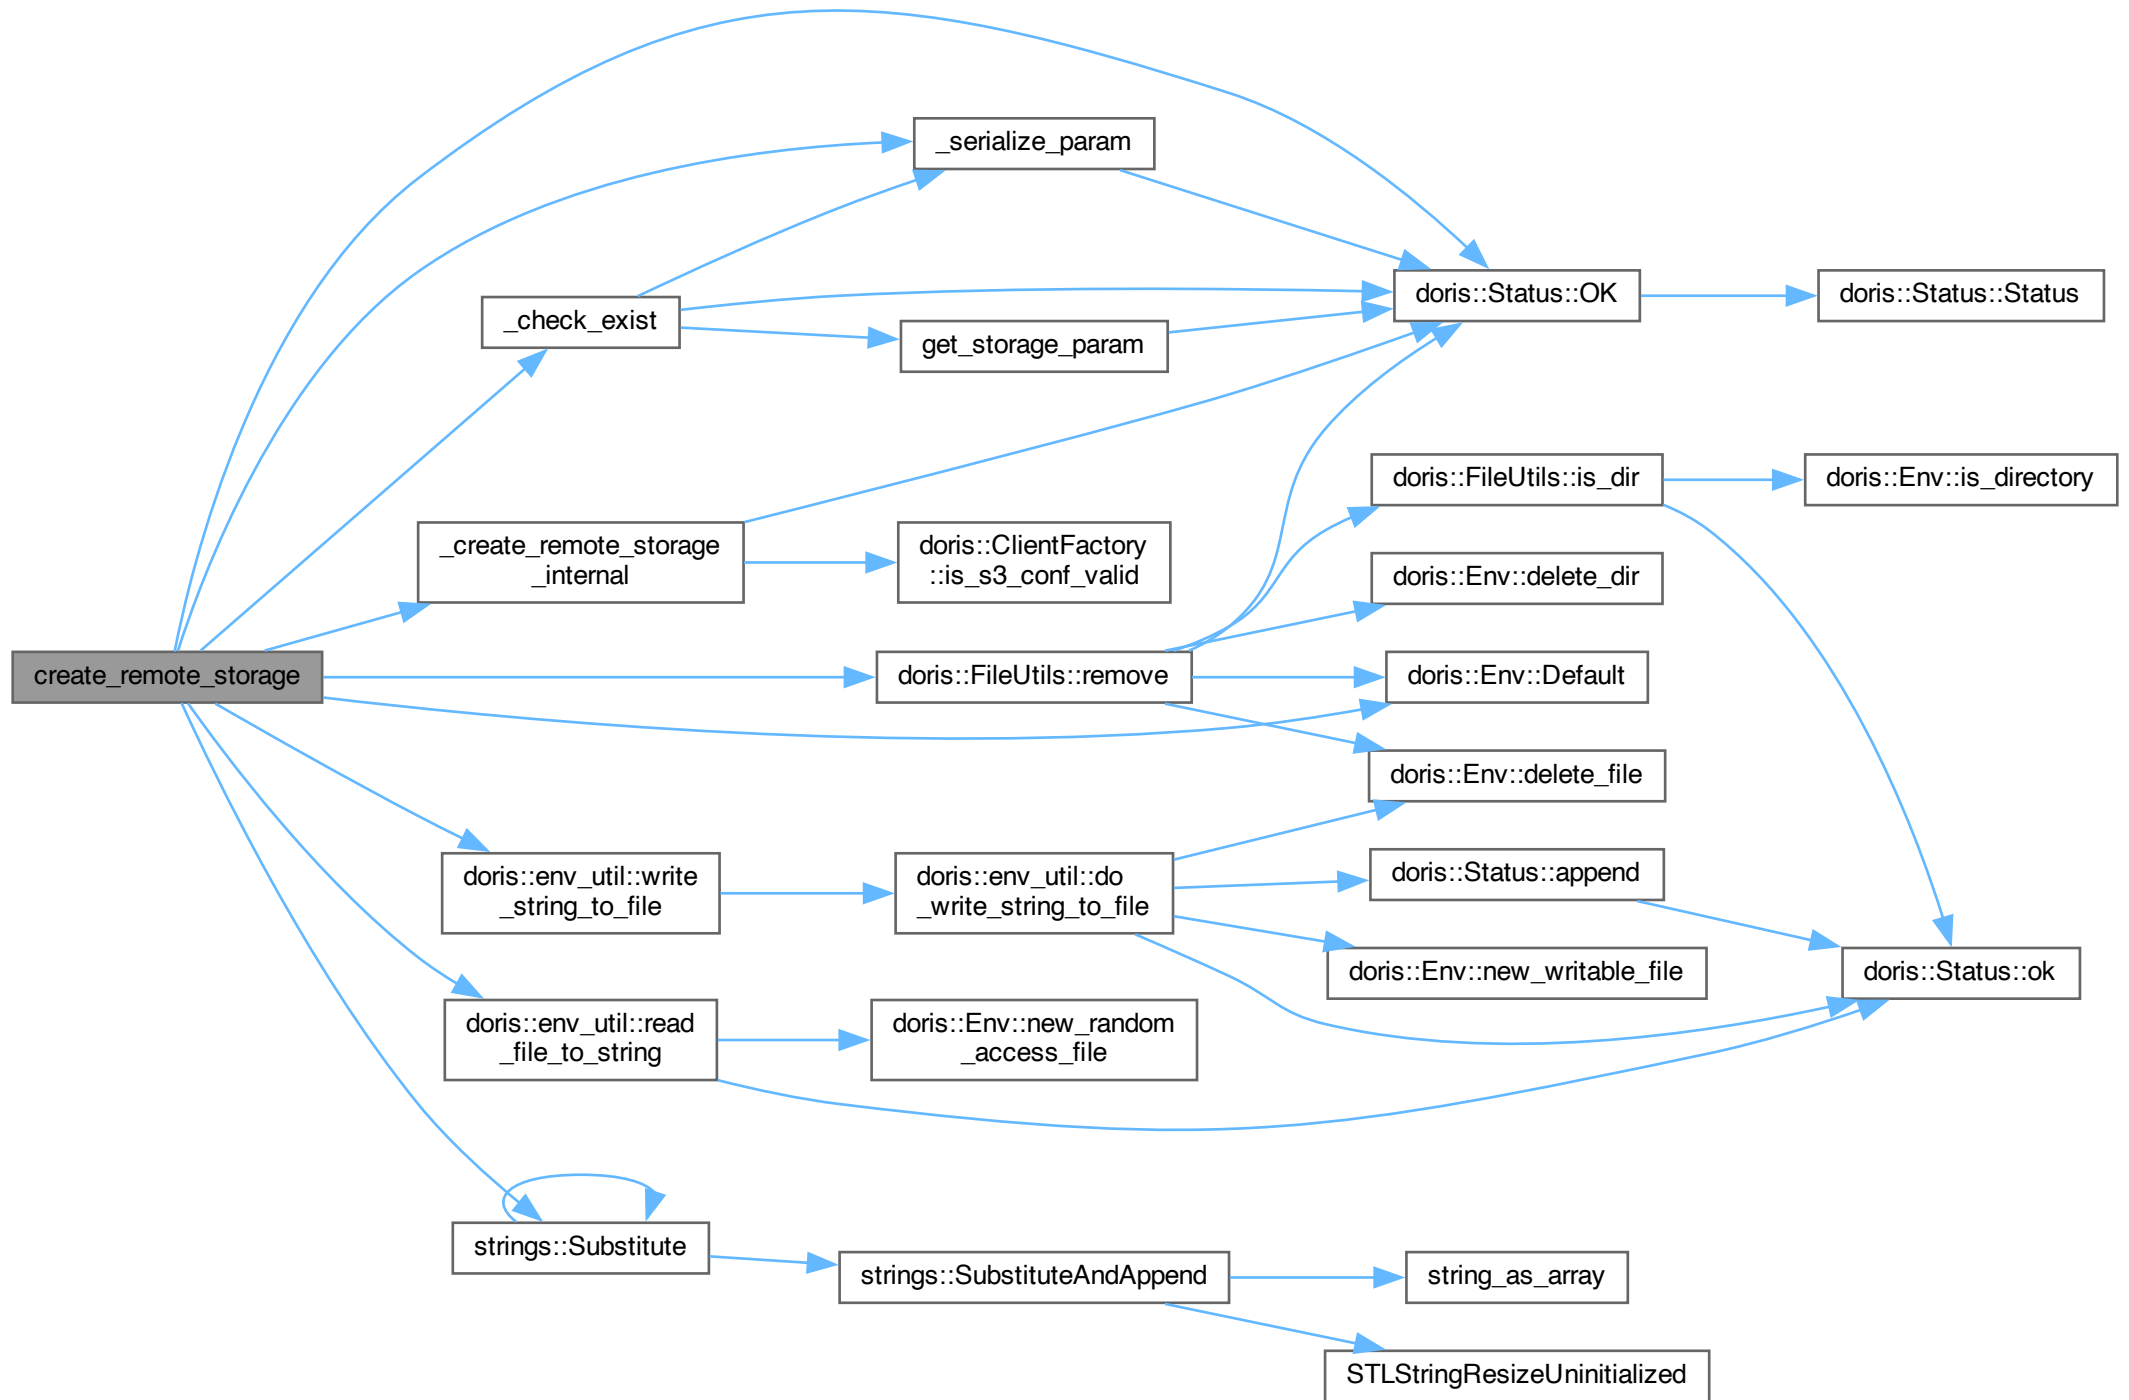 _serialize_param
doris::Status::OK
doris::Status::Status
_check_exist
get_storage_param
doris::FileUtils::is_dir
doris::Env::is_directory
_create_remote_storage
_internal
doris::ClientFactory
::is_s3_conf_valid
doris::Env::delete_dir
create_remote_storage
doris::FileUtils::remove
doris::Env::Default
doris::Env::delete_file
doris::env_util::write
_string_to_file
doris::env_util::do
_write_string_to_file
doris::Status::append
doris::Env::new_writable_file
doris::Status::ok
doris::env_util::read
_file_to_string
doris::Env::new_random
_access_file
strings::Substitute
strings::SubstituteAndAppend
string_as_array
STLStringResizeUninitialized